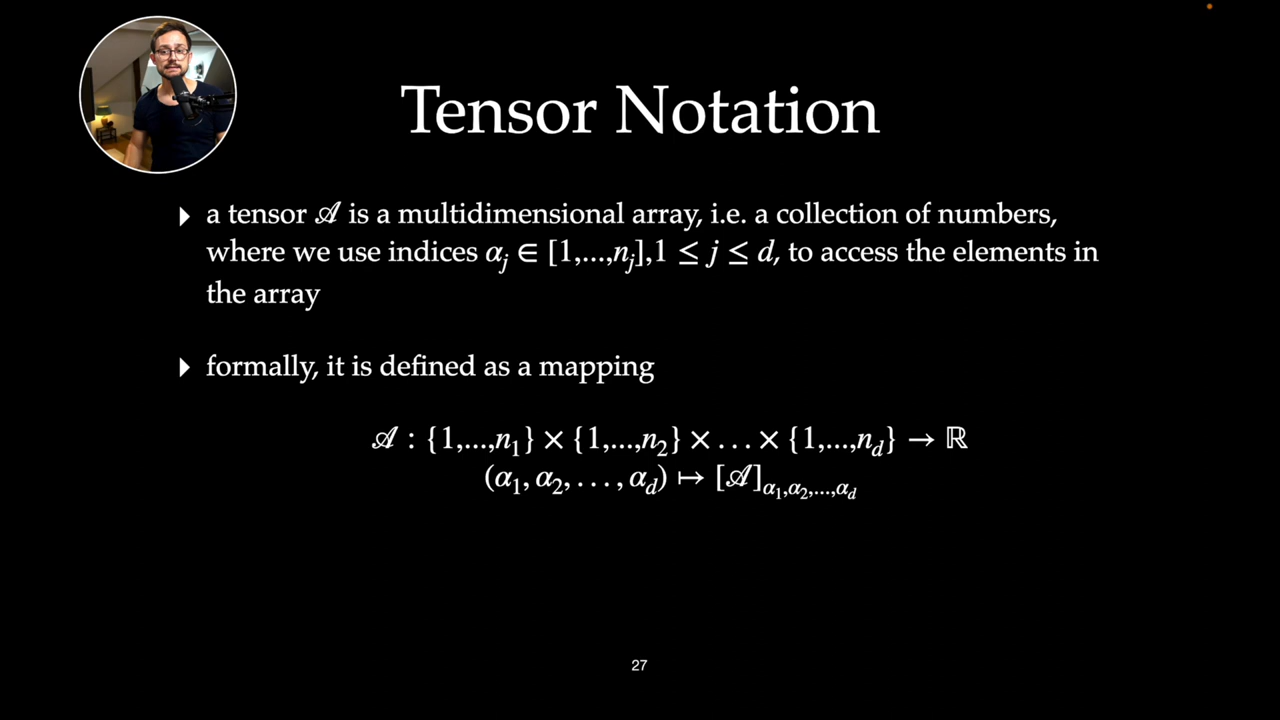 Tensor Notation
▸ a tensor 𝒜 is a multidimensional array, i.e. a collection of numbers,
where we use indices α_j ∈ [1,...,n_j],1 ≤ j ≤ d, to access the elements in
the array
▸ formally, it is defined as a mapping
𝒜 : {1,...,n_1} × {1,...,n_2} × . . . × {1,...,n_d} → ℝ
(α_1, α_2, . . . , α_d) ↦ [𝒜]_{α_1,α_2,...,α_d}
27